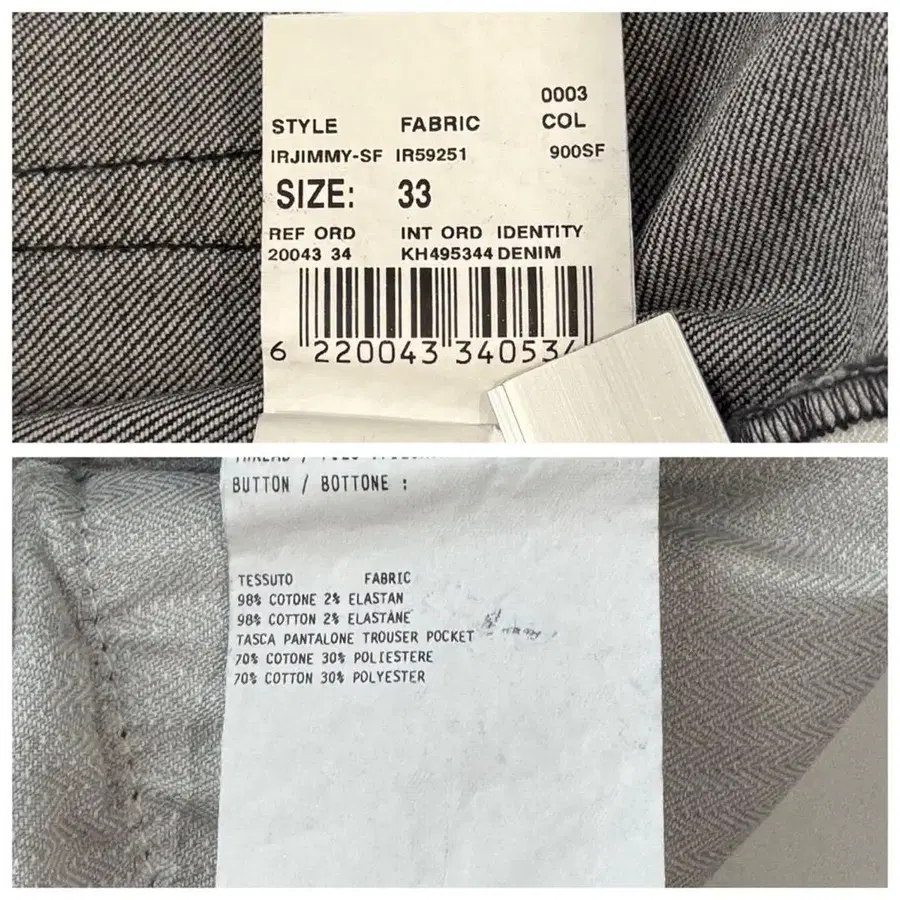 0003
STYLE FABRIC COL
IRJIMMY-SF IR59251 900SF
SIZE: 33
REF ORD INT ORD IDENTITY
20043 34 KH495344 DENIM
6 220043 340534
BUTTON / BOTTONE :
TESSUTO FABRIC
98% COTONE 2% ELASTAN
98% COTTON 2% ELASTANE
TASCA PANTALONE TROUSER POCKET
70% COTONE 30% POLIESTERE
70% COTTON 30% POLYESTER